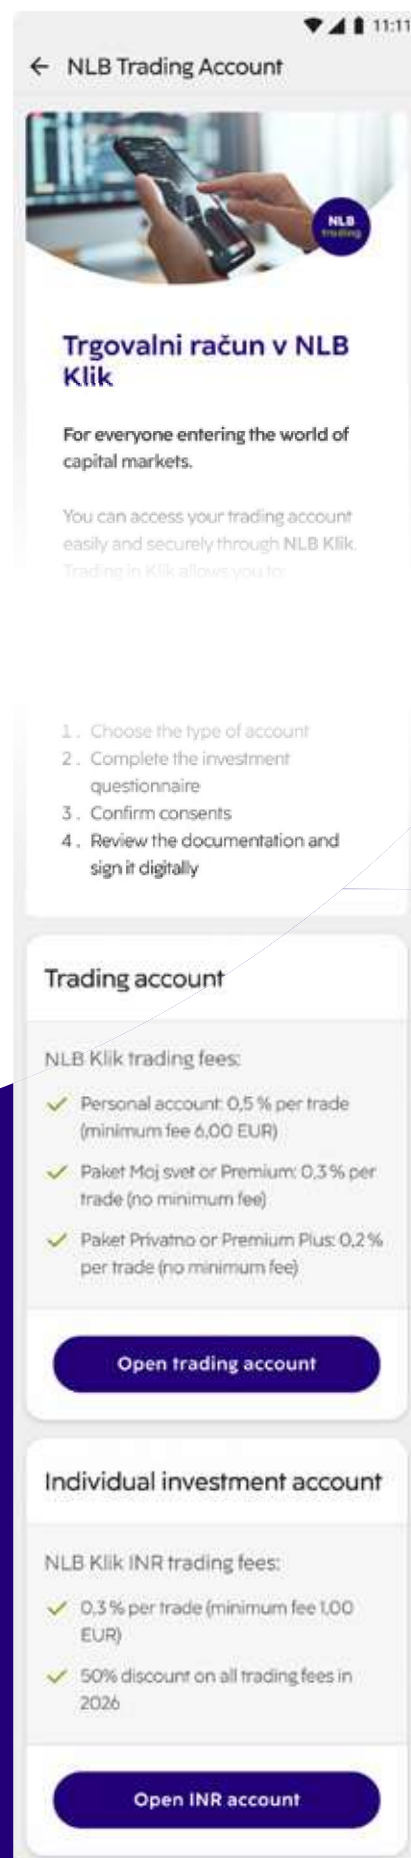 11:11
← NLB Trading Account
NLB
trading
Trgovalni račun v NLB
Klik
For everyone entering the world of
capital markets.
You can access your trading account
easily and securely through NLB Klik.
Trading in Klik allows you to:
1. Choose the type of account
2. Complete the investment
questionnaire
3. Confirm consents
4. Review the documentation and
sign it digitally
Trading account
NLB Klik trading fees:
Personal account: 0,5 % per trade
(minimum fee 6,00 EUR)
Paket Moj svet or Premium: 0,3 % per
trade (no minimum fee)
Paket Privatno or Premium Plus: 0,2 %
per trade (no minimum fee)
Open trading account
Individual investment account
NLB Klik INR trading fees:
0,3 % per trade (minimum fee 1,00
EUR)
50% discount on all trading fees in
2026
Open INR account